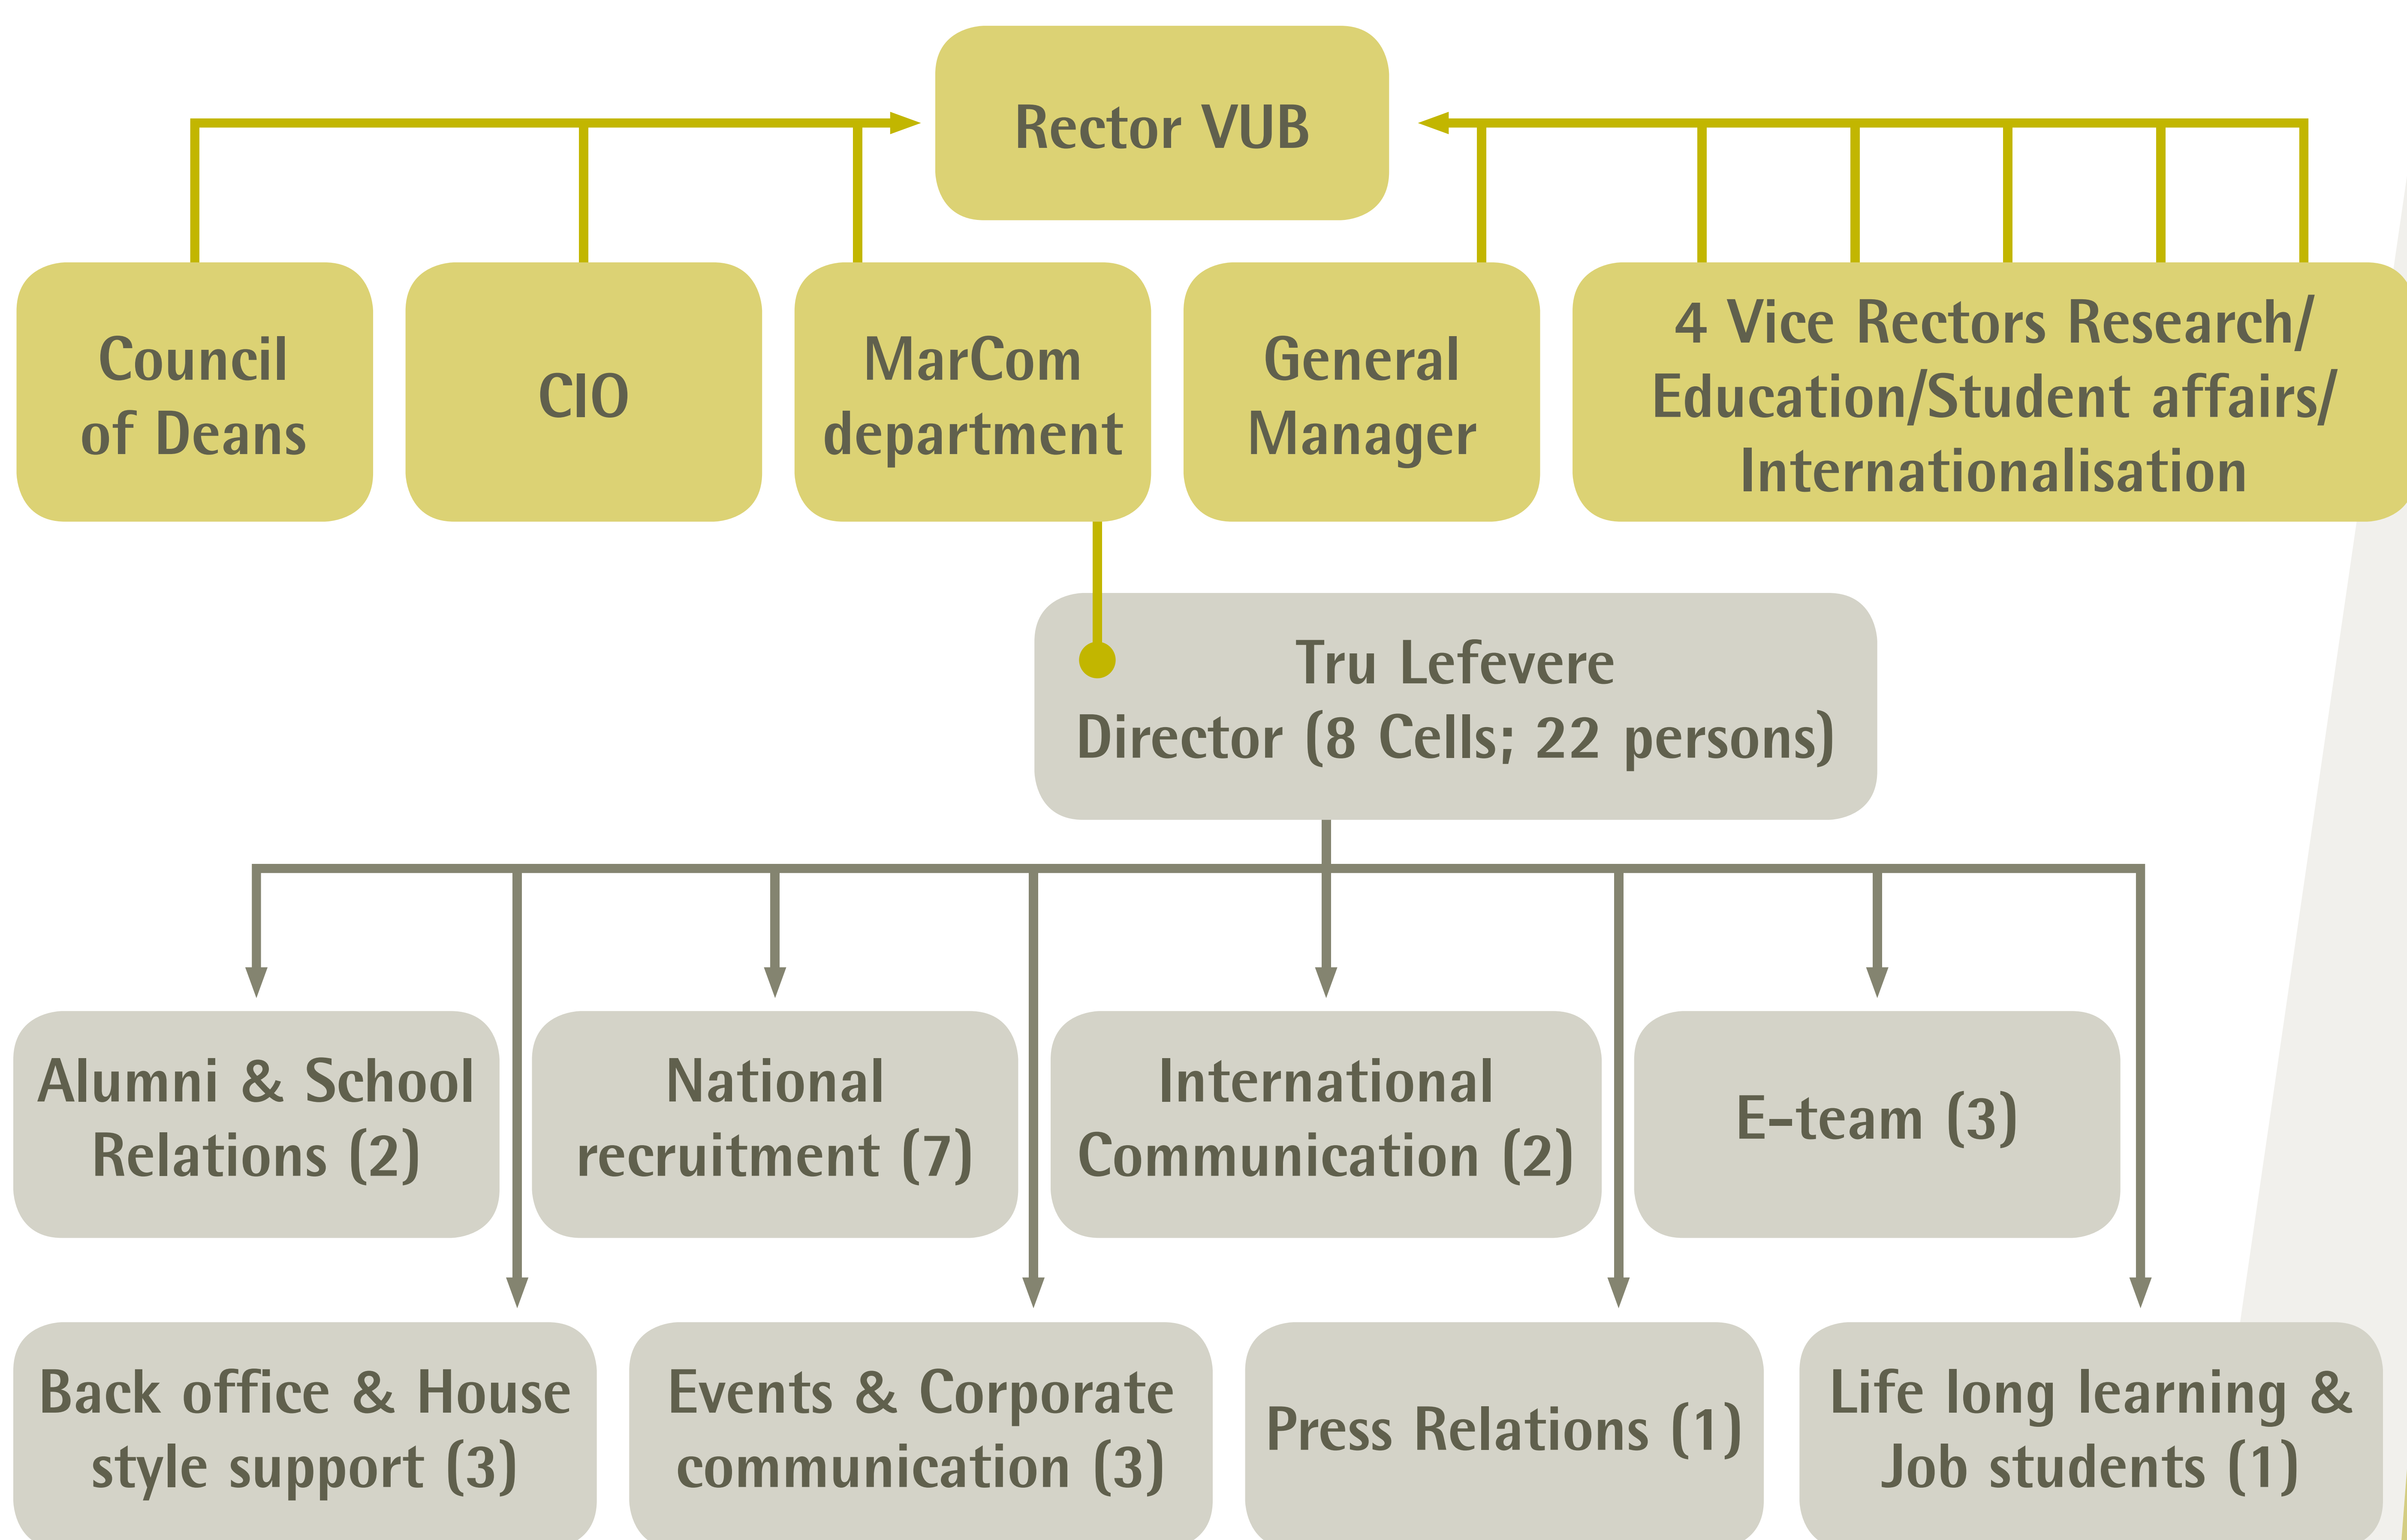 Rector VUB
Council
of Deans
CIO
MarCom
department
General
Manager
4 Vice Rectors Research/
Education/Student affairs/
Internationalisation
Tru Lefevere
Director (8 Cells; 22 persons)
Alumni & School
Relations (2)
National
recruitment (7)
International
Communication (2)
E-team (3)
Back office & House
style support (3)
Events & Corporate
communication (3)
Press Relations (1)
Life long learning &
Job students (1)